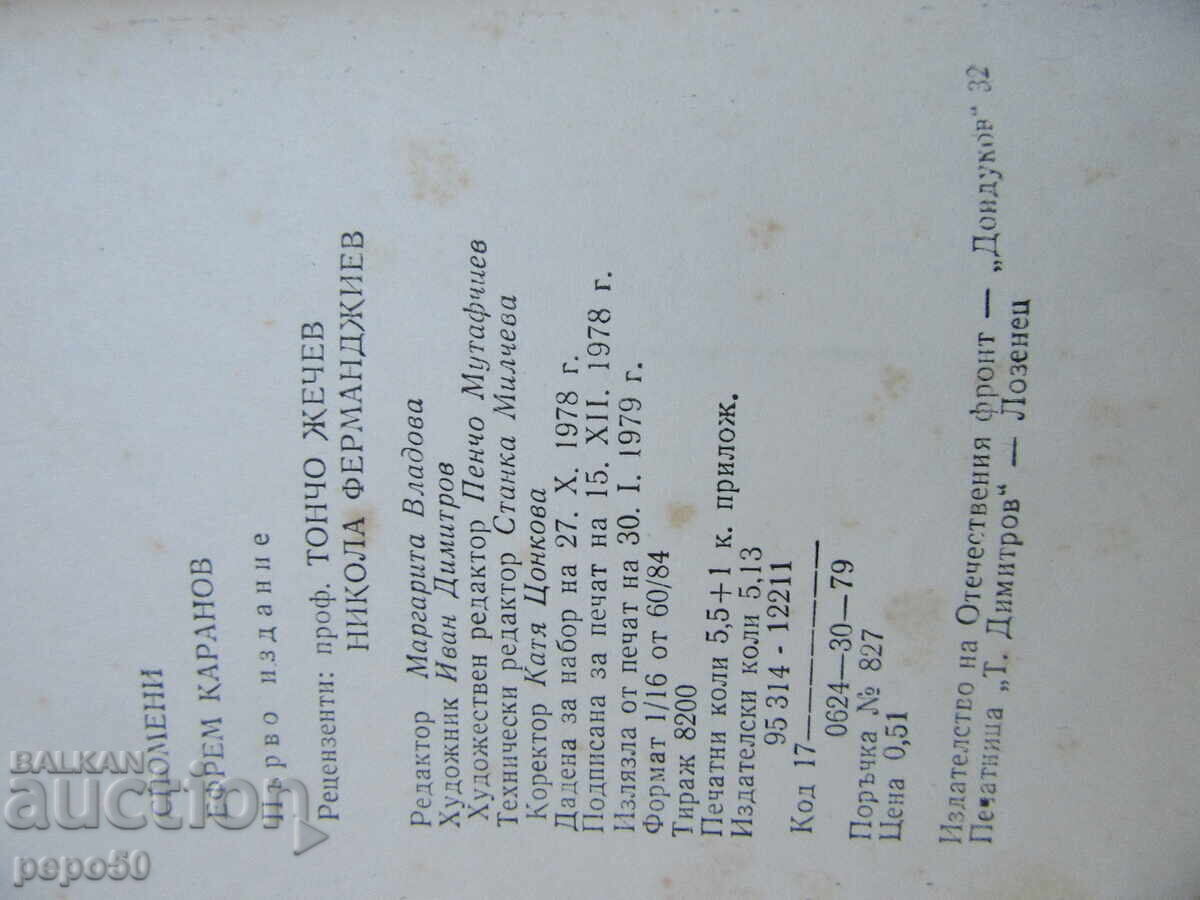 СПОМЕНИ
ЕФРЕМ КАРАНОВ
Първо издание
Рецензенти: проф. ТОНЧО ЖЕЧЕВ
НИКОЛА ФЕРМАНДЖИЕВ
Редактор Маргарита Владова
Художник Иван Димитров
Художествен редактор Пенчо Мутафчиев
Технически редактор Станка Милчева
Коректор Катя Цонкова
Дадена за набор на 27. X. 1978 г.
Подписана за печат на 15. XII. 1978 г.
Излязла от печат на 30. I. 1979 г.
Формат 1/16 от 60/84
Тираж 8200
Печатни коли 5,5+1 к. прилож.
Издателски коли 5,13
95 314 - 12211
Код 17
0624—30—79
Поръчка № 827
Цена 0,51
Издателство на Отечествения фронт — „Дондуков“ 32
Печатница „Т. Димитров“ — Лозенец
BALKAN
auction
pepo50